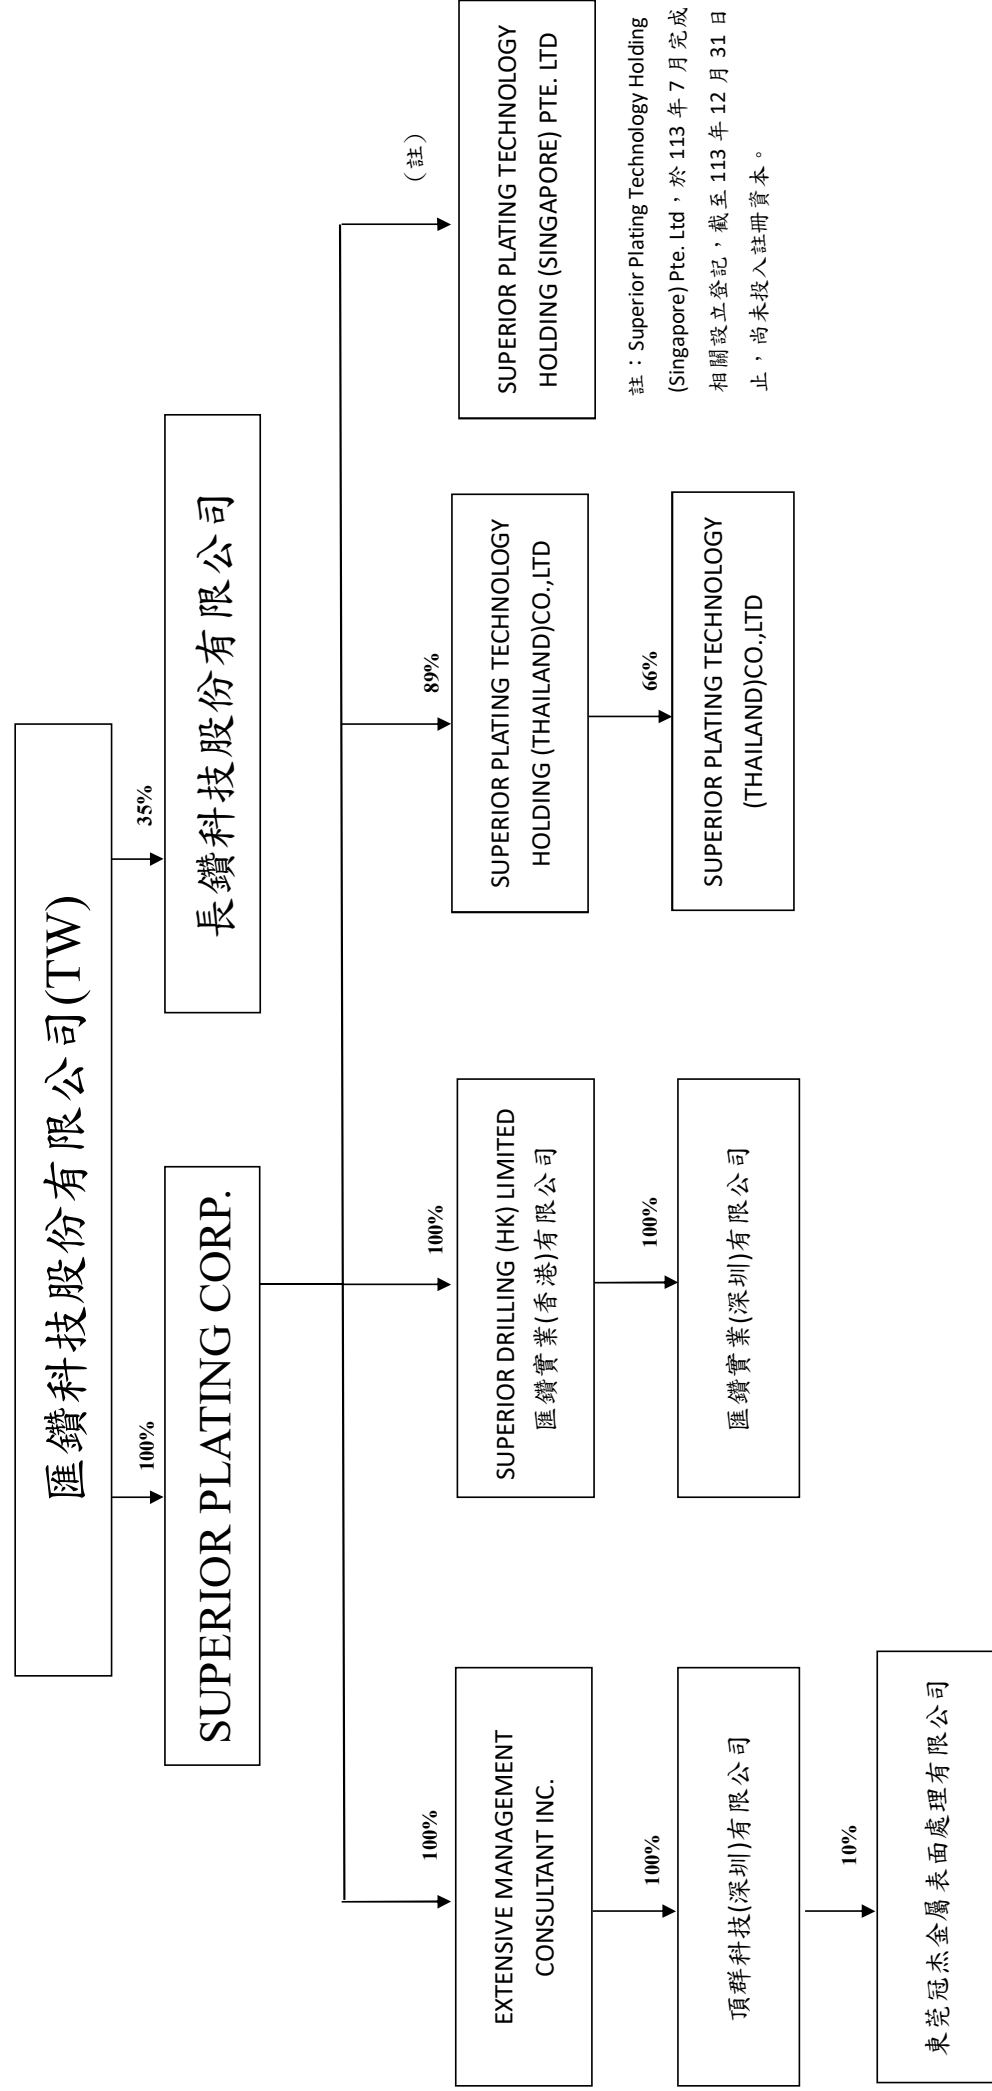 匯鑽科技股份有限公司(TW)
100%
35%
SUPERIOR PLATING CORP.
長鑽科技股份有限公司
100%
100%
89%
(註)
EXTENSIVE MANAGEMENT
CONSULTANT INC.
SUPERIOR DRILLING (HK) LIMITED
匯鑽實業(香港)有限公司
SUPERIOR PLATING TECHNOLOGY
HOLDING (THAILAND)CO.,LTD
SUPERIOR PLATING TECHNOLOGY
HOLDING (SINGAPORE) PTE. LTD
100%
100%
66%
頂群科技(深圳)有限公司
匯鑽實業(深圳)有限公司
SUPERIOR PLATING TECHNOLOGY
(THAILAND)CO.,LTD
註：Superior Plating Technology Holding
(Singapore) Pte. Ltd，於 113 年 7 月完成
相關設立登記，截至 113 年 12 月 31 日
止，尚未投入註冊資本。
10%
東莞冠杰金屬表面處理有限公司